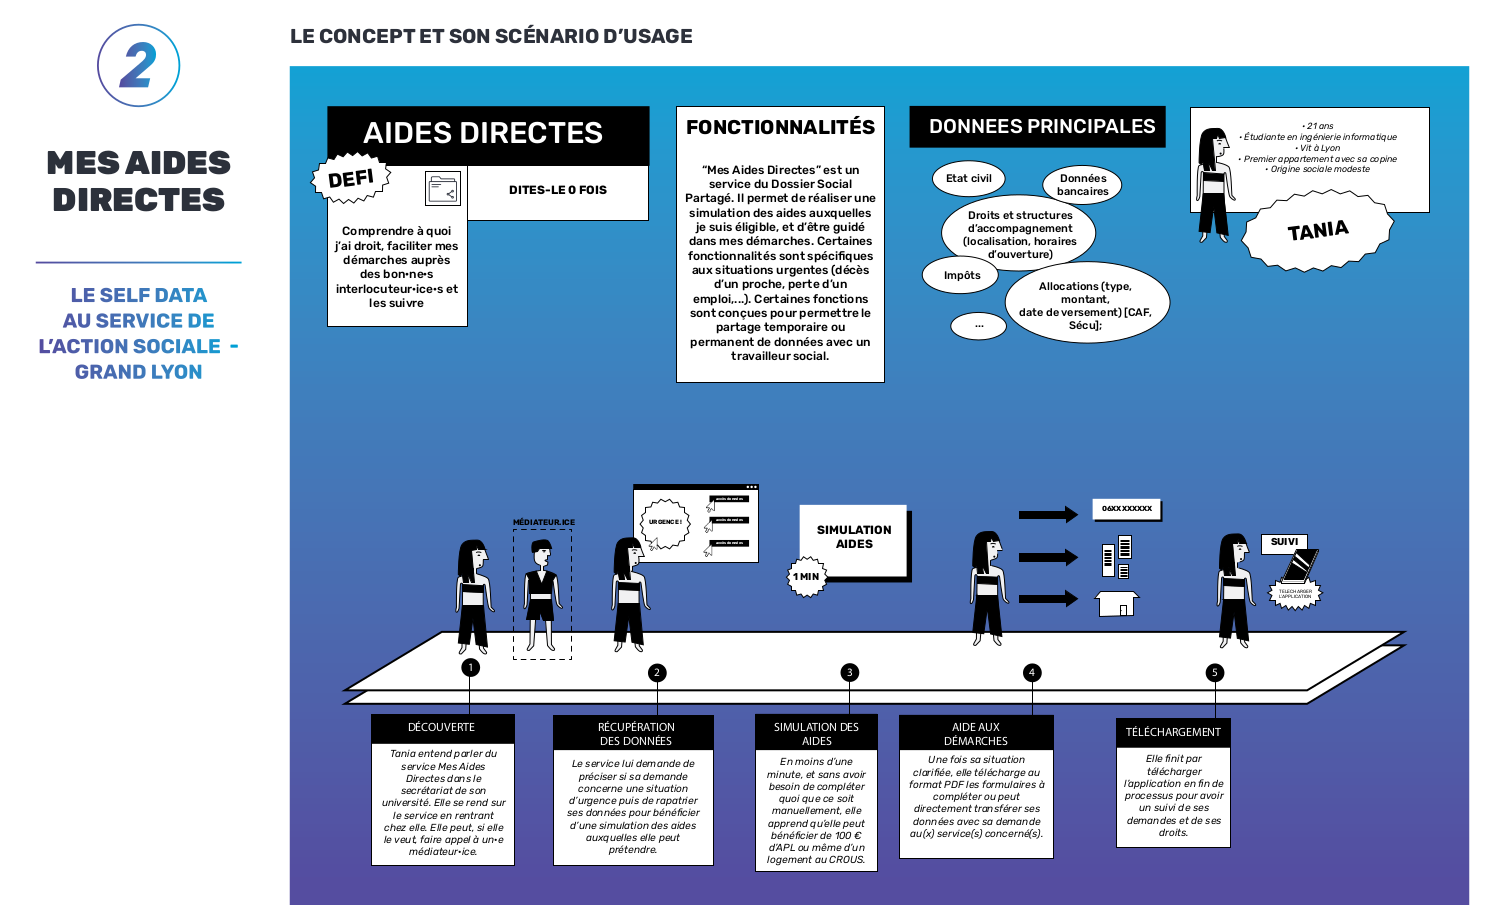 2
MES AIDES
DIRECTES
LE SELF DATA
AU SERVICE DE
L'ACTION SOCIALE -
GRAND LYON
LE CONCEPT ET SON SCÉNARIO D'USAGE
AIDES DIRECTES
DEFI
DITES-LE 0 FOIS
Comprendre à quoi
j'ai droit, faciliter mes
démarches auprès
des bon•ne•s
interlocuteur•ice•s et
les suivre
FONCTIONNALITÉS
“Mes Aides Directes” est un
service du Dossier Social
Partagé. Il permet de réaliser une
simulation des aides auxquelles
je suis éligible, et d'être guidé
dans mes démarches. Certaines
fonctionnalités sont spécifiques
aux situations urgentes (décès
d'un proche, perte d'un
emploi,...). Certaines fonctions
sont conçues pour permettre le
partage temporaire ou
permanent de données avec un
travailleur social.
DONNEES PRINCIPALES
Etat civil
Données
bancaires
Droits et structures
d'accompagnement
(localisation, horaires
d'ouverture)
Impôts
Allocations (type,
montant,
date de versement) [CAF,
Sécu];
...
• 21 ans
• Étudiante en ingénierie informatique
• Vit à Lyon
• Premier appartement avec sa copine
• Origine sociale modeste
TANIA
MÉDIATEUR.ICE
URGENCE !
accès données
accès données
accès données
SIMULATION
AIDES
1 MIN
06XXXXXXXX
SUIVI
TELECHARGER
L'APPLICATION
1
2
3
4
5
DÉCOUVERTE
Tania entend parler du
service Mes Aides
Directes dans le
secrétariat de son
université. Elle se rend sur
le service en rentrant
chez elle. Elle peut, si elle
le veut, faire appel à un•e
médiateur•ice.
RÉCUPÉRATION
DES DONNÉES
Le service lui demande de
préciser si sa demande
concerne une situation
d'urgence puis de rapatrier
ses données pour bénéficier
d'une simulation des aides
auxquelles elle peut
prétendre.
SIMULATION DES
AIDES
En moins d'une
minute, et sans avoir
besoin de compléter
quoi que ce soit
manuellement, elle
apprend qu'elle peut
bénéficier de 100 €
d'APL ou même d'un
logement au CROUS.
AIDE AUX
DÉMARCHES
Une fois sa situation
clarifiée, elle télécharge au
format PDF les formulaires à
compléter ou peut
directement transférer ses
données avec sa demande
au(x) service(s) concerné(s).
TÉLÉCHARGEMENT
Elle finit par
télécharger
l'application en fin de
processus pour avoir
un suivi de ses
demandes et de ses
droits.